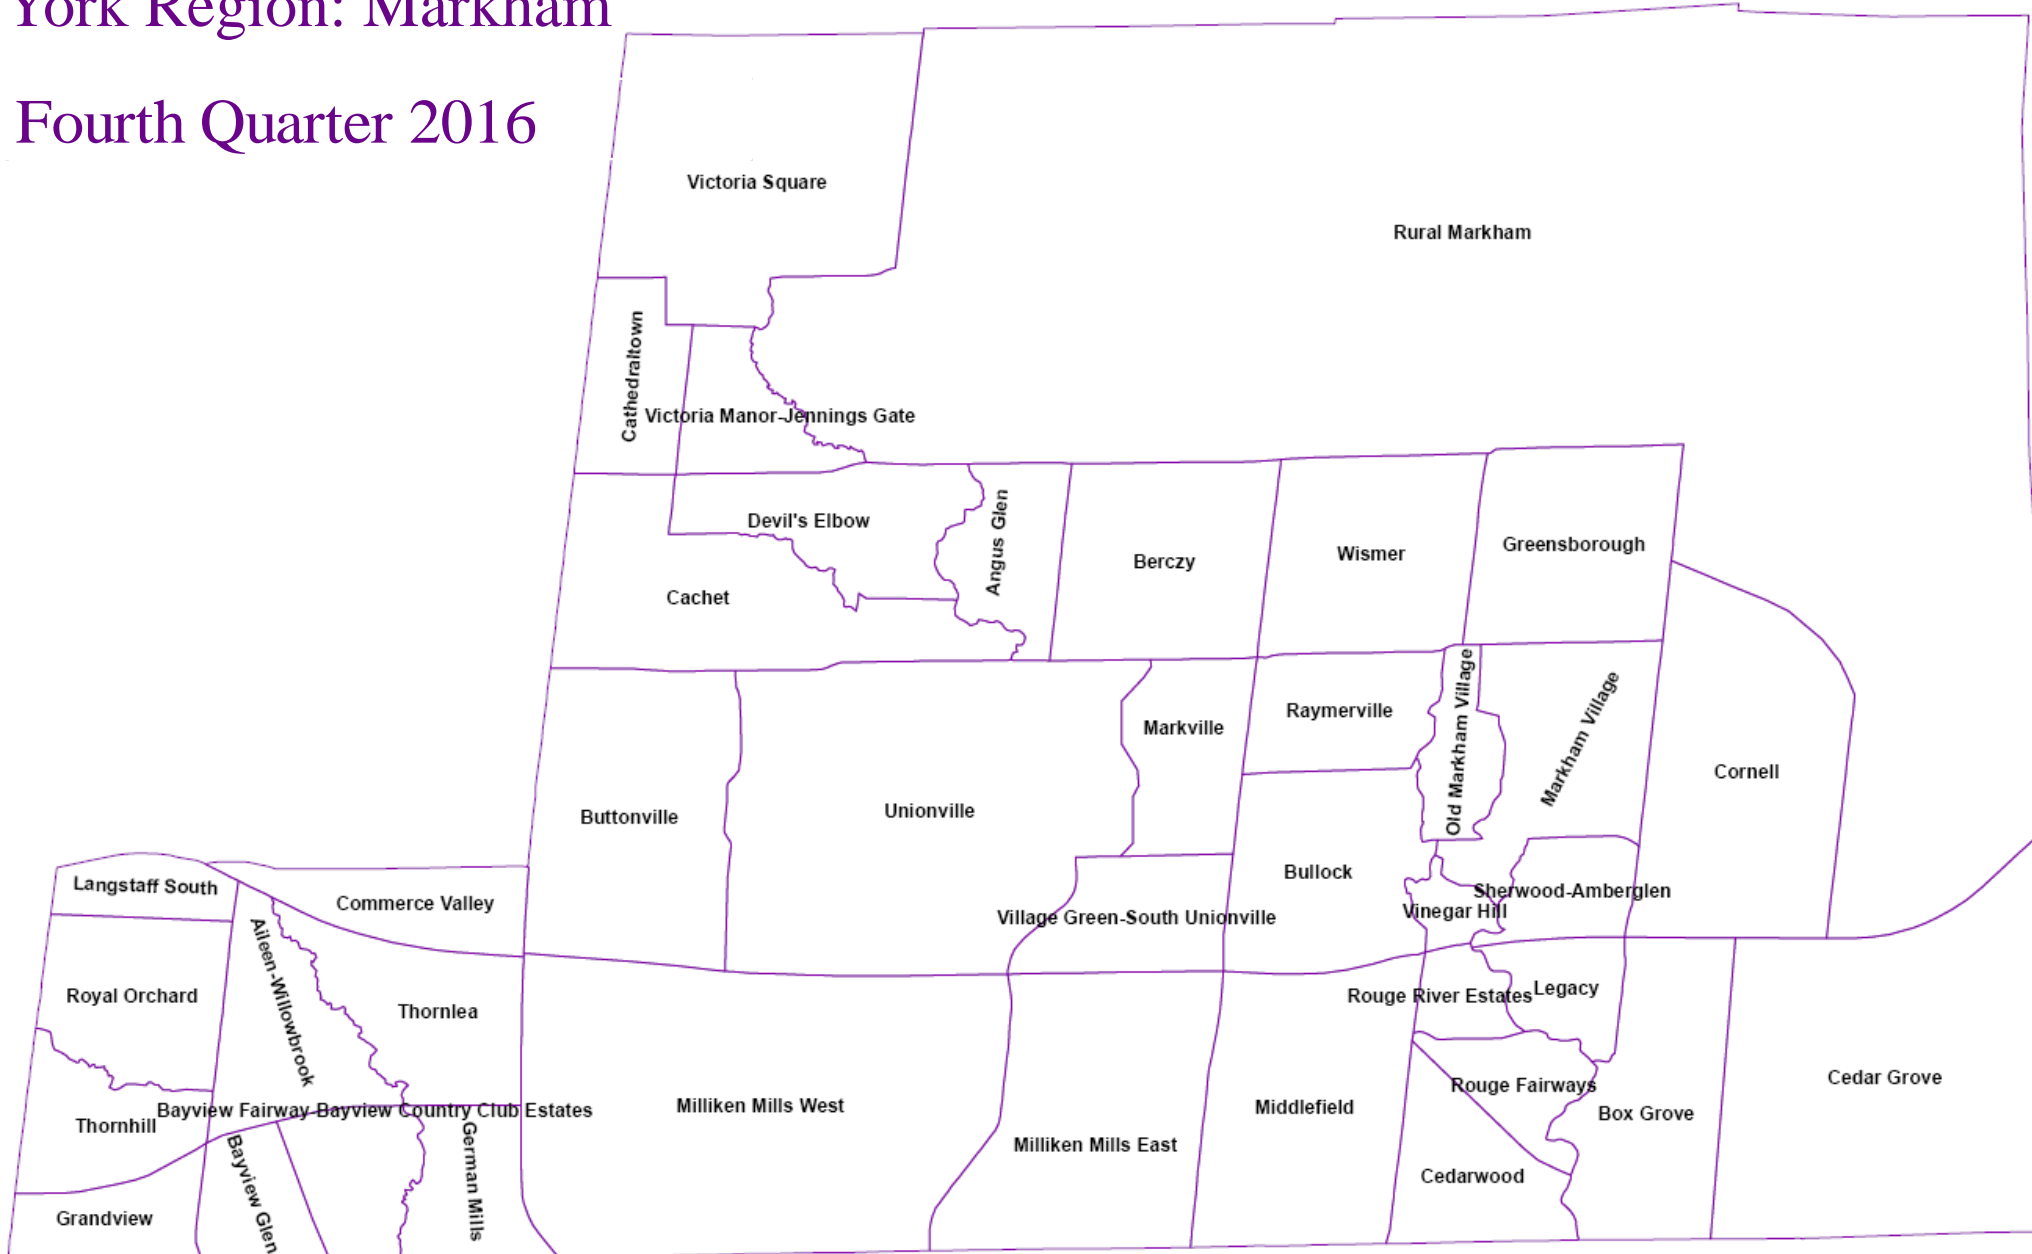 York Region: Markham
Fourth Quarter 2016
Victoria Square
Rural Markham
Cathedraltown
Victoria Manor-Jennings Gate
Devil's Elbow
Angus Glen
Berczy
Wismer
Greensborough
Cachet
Raymerville
Old Markham Village
Markham Village
Markville
Cornell
Buttonville
Unionville
Bullock
Langstaff South
Commerce Valley
Sherwood-Amberglen
Vinegar Hill
Village Green-South Unionville
Aileen-Willowbrook
Royal Orchard
Thornlea
Rouge River Estates
Legacy
Rouge Fairways
Cedar Grove
Bayview Fairway-Bayview Country Club Estates
Thornhill
Milliken Mills West
Middlefield
Box Grove
Milliken Mills East
German Mills
Cedarwood
Bayview Glen
Grandview